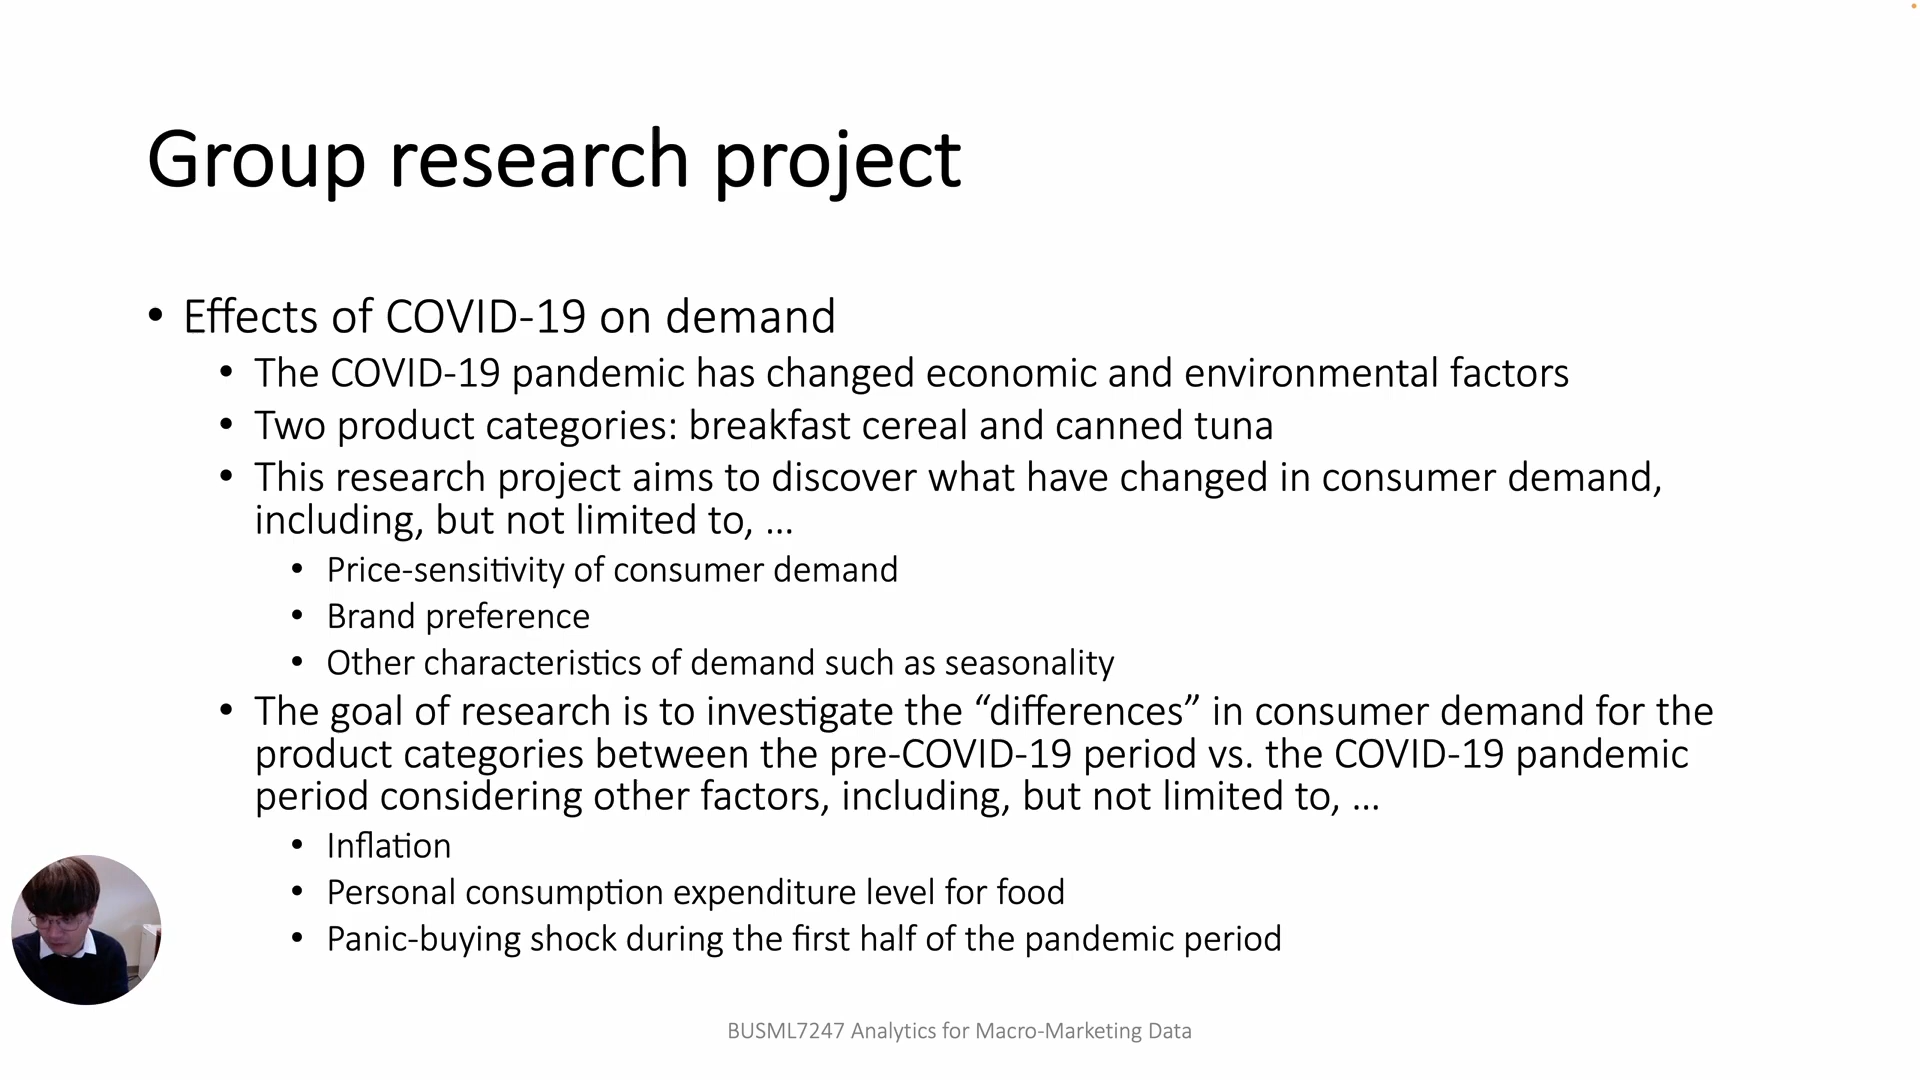 Group research project
• Effects of COVID-19 on demand
• The COVID-19 pandemic has changed economic and environmental factors
• Two product categories: breakfast cereal and canned tuna
• This research project aims to discover what have changed in consumer demand,
including, but not limited to, ...
• Price-sensitivity of consumer demand
• Brand preference
• Other characteristics of demand such as seasonality
• The goal of research is to investigate the “differences” in consumer demand for the
product categories between the pre-COVID-19 period vs. the COVID-19 pandemic
period considering other factors, including, but not limited to, ...
• Inflation
• Personal consumption expenditure level for food
• Panic-buying shock during the first half of the pandemic period
BUSML7247 Analytics for Macro-Marketing Data